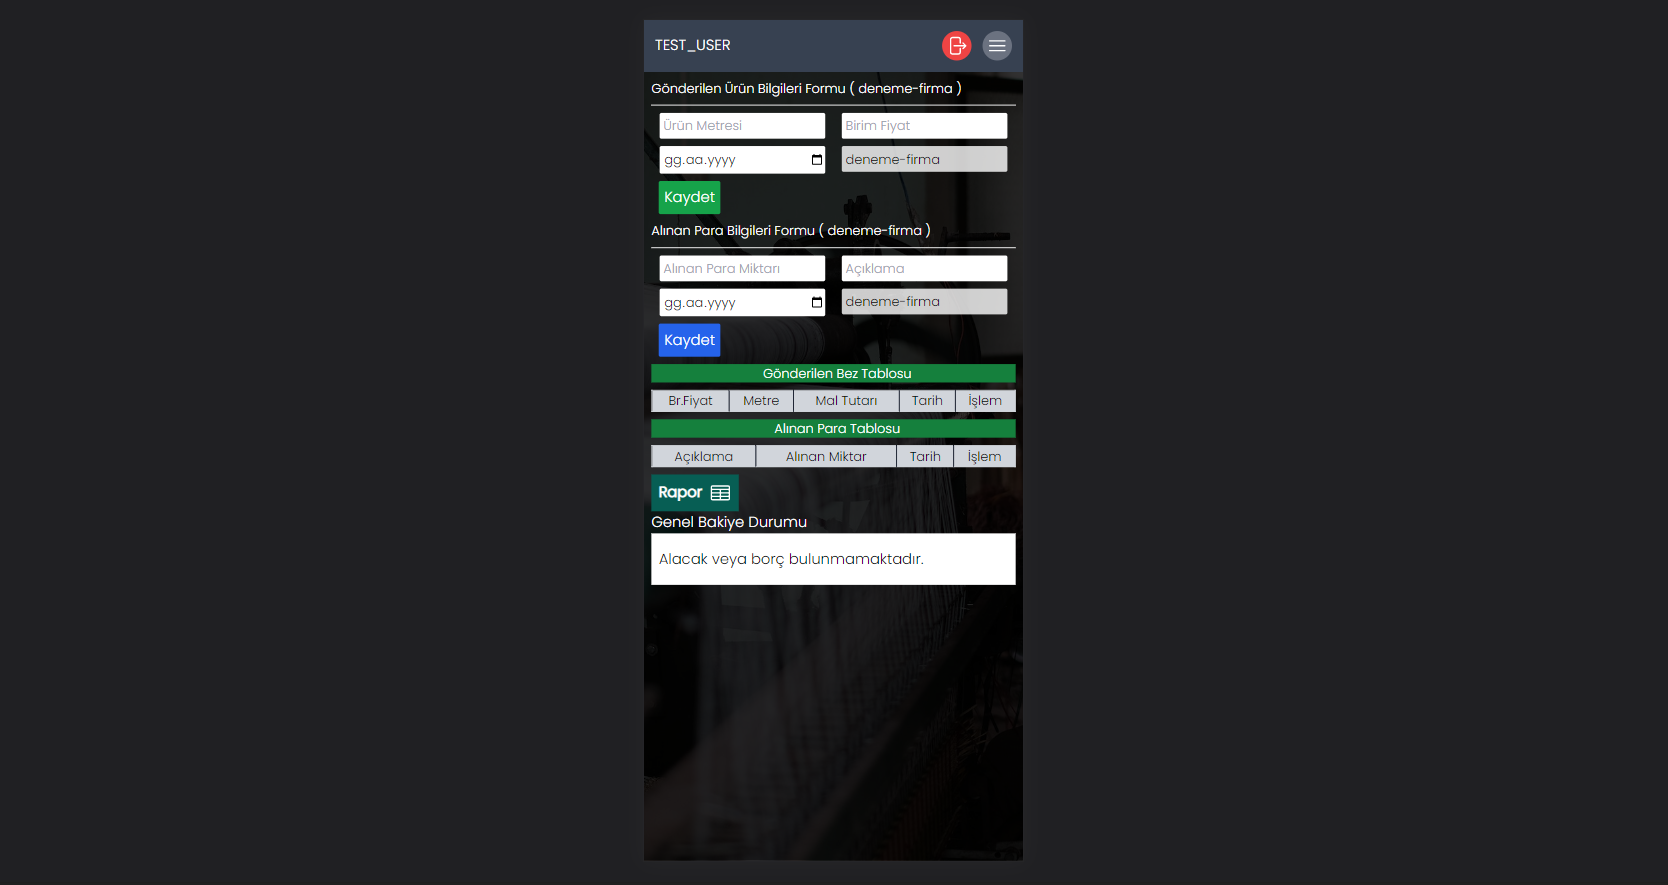 TEST_USER
Gönderilen Ürün Bilgileri Formu ( deneme-firma )
Ürün Metresi
Birim Fiyat
gg.aa.yyyy
deneme-firma
Kaydet
Alınan Para Bilgileri Formu ( deneme-firma )
Alınan Para Miktarı
Açıklama
gg.aa.yyyy
deneme-firma
Kaydet
Gönderilen Bez Tablosu
Br.Fiyat Metre Mal Tutarı Tarih İşlem
Alınan Para Tablosu
Açıklama Alınan Miktar Tarih İşlem
Rapor
Genel Bakiye Durumu
Alacak veya borç bulunmamaktadır.